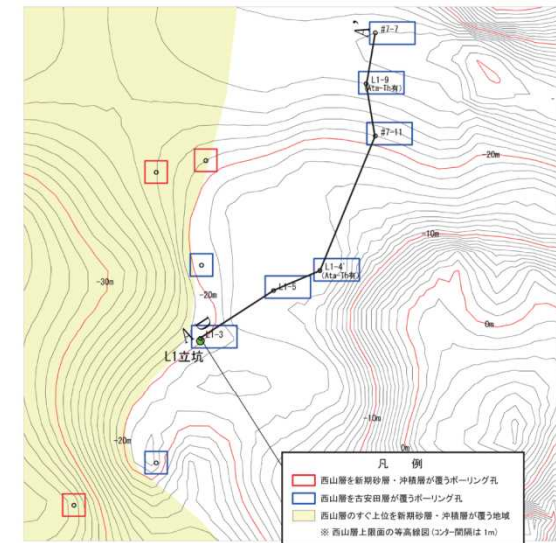 A'
#7-7
L1-9
(Ata-Th有)
#7-11
-20m
-10m
-30m
L1-4'
(Ata-Th有)
L1-5
-20m
0m
A
L1-3
L1立坑
-10m
-20m
0m
凡 例
西山層を新期砂層・沖積層が覆うボーリング孔
西山層を古安田層が覆うボーリング孔
西山層のすぐ上位を新期砂層・沖積層が覆う地域
※ 西山層上限面の等高線図(コンター間隔は 1m)